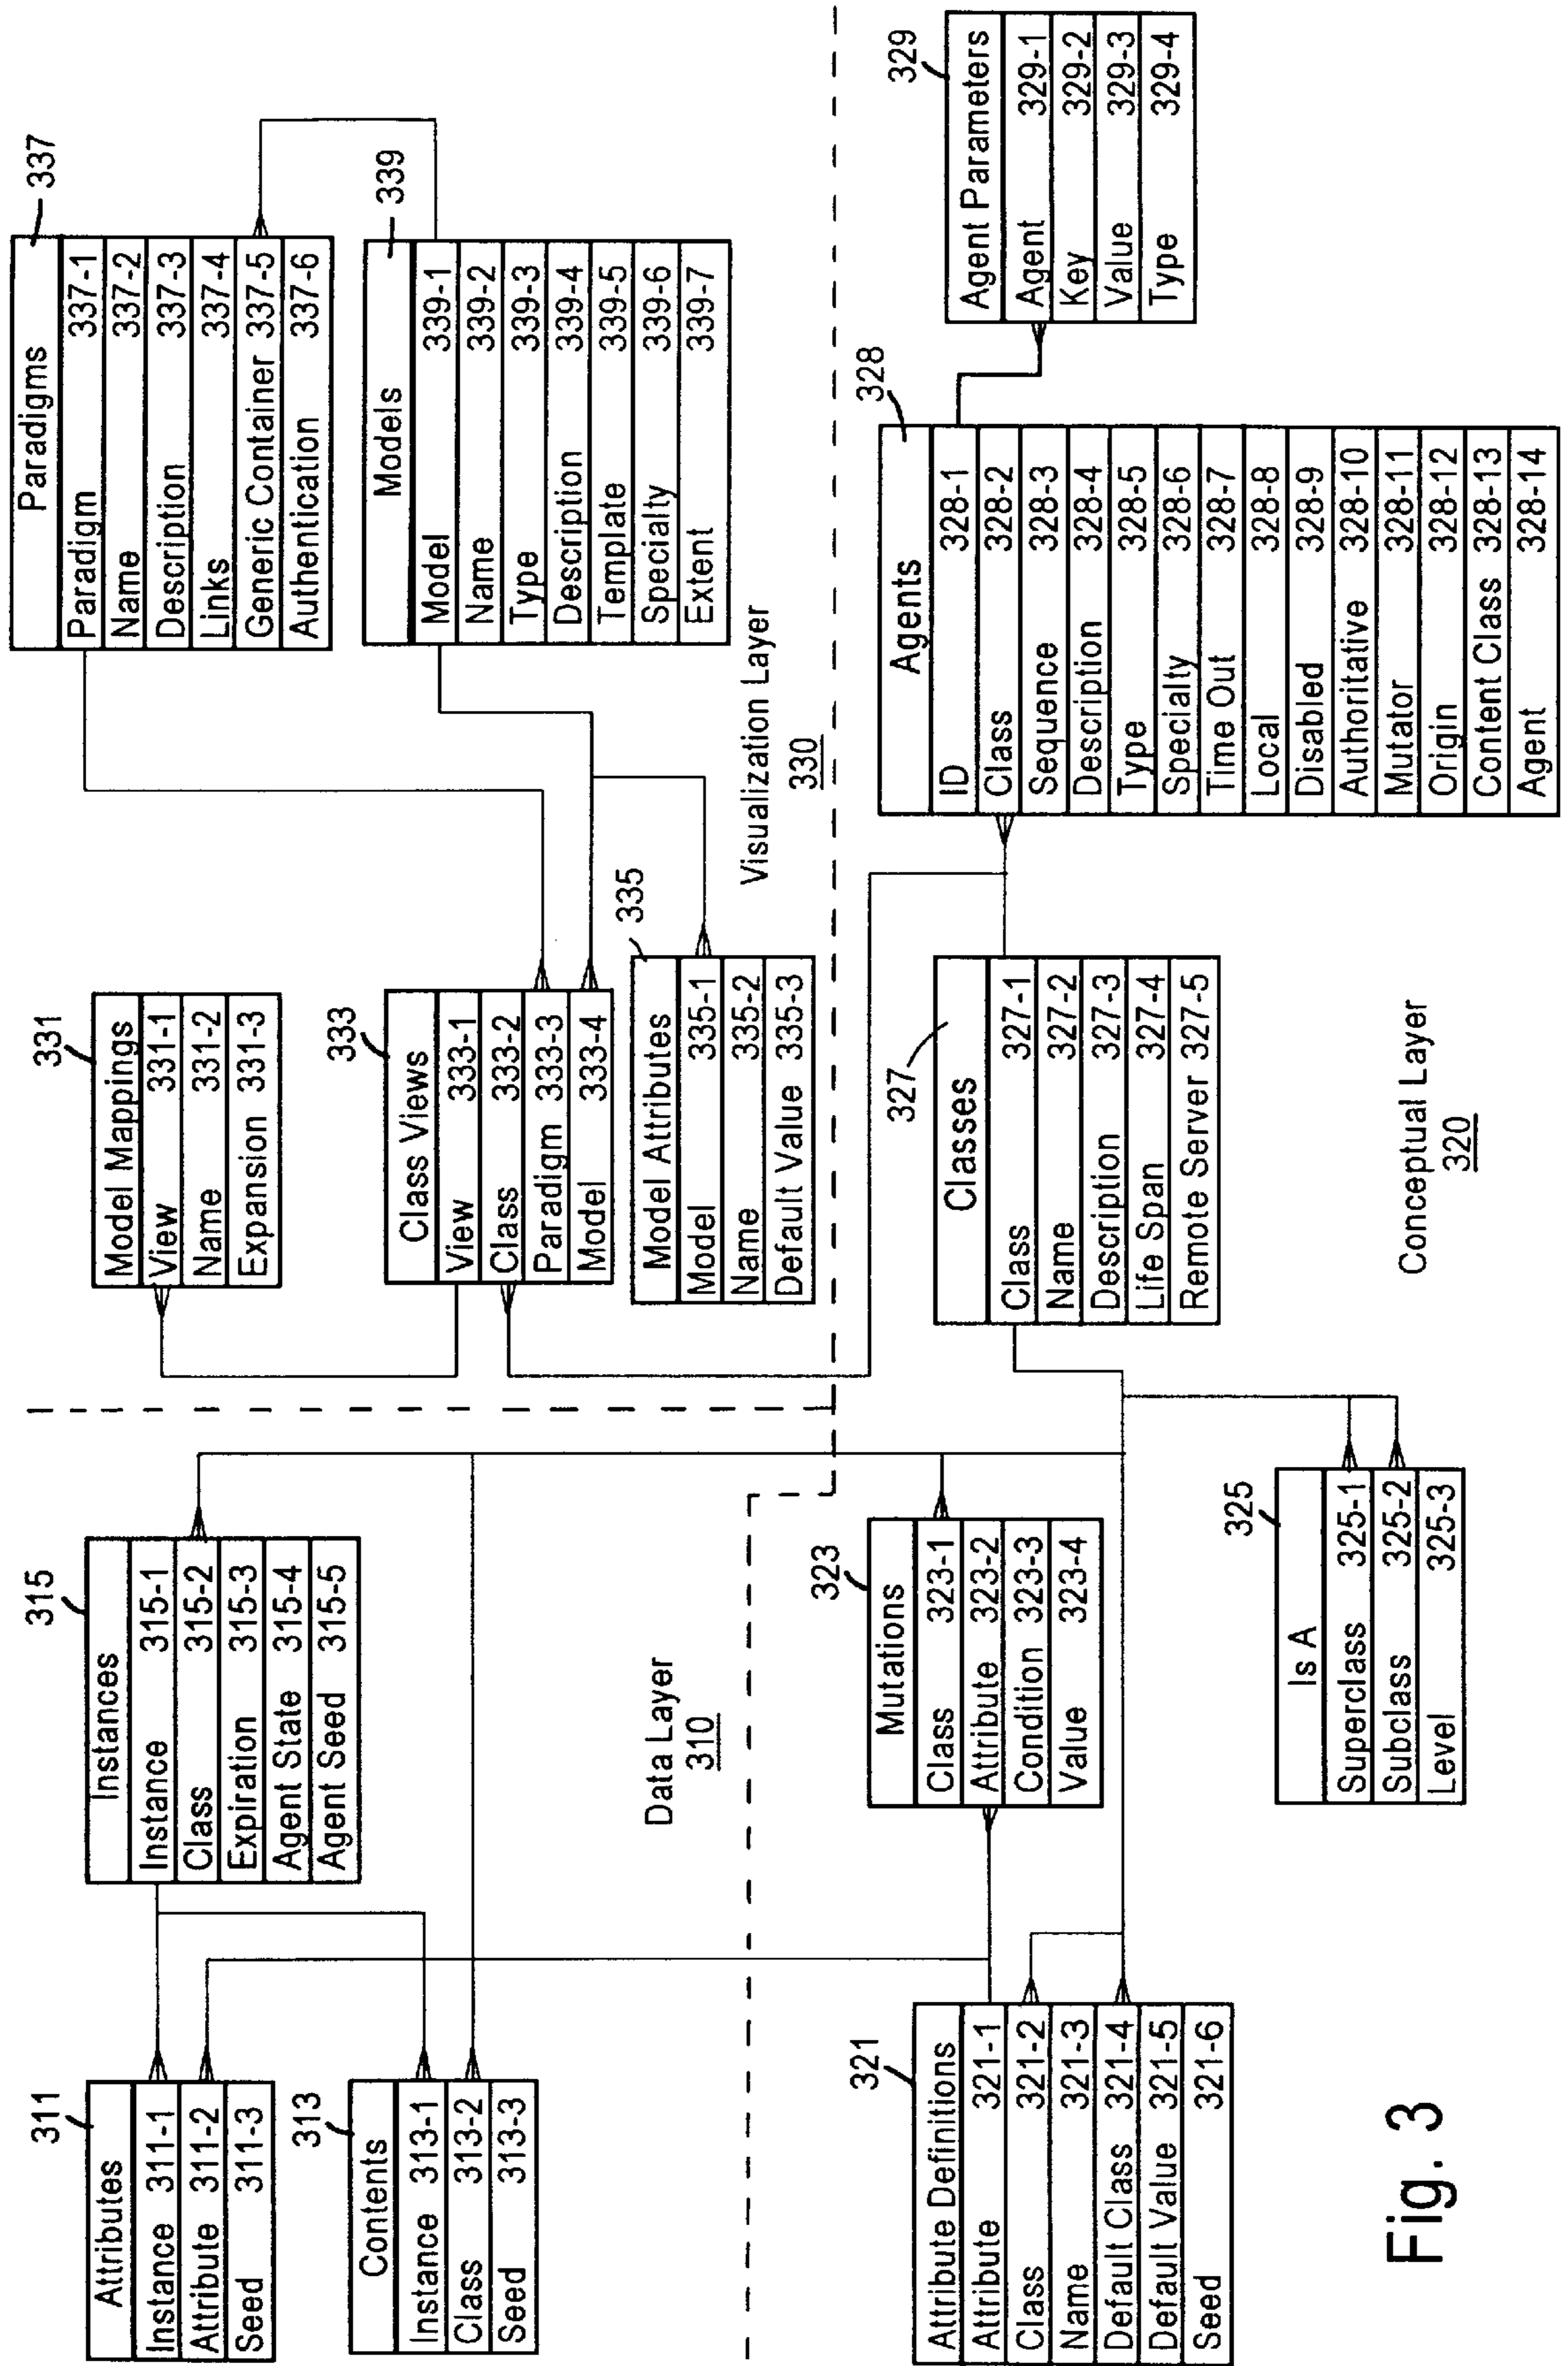 311
Attributes
Instance 311-1
Attribute 311-2
Seed 311-3
313
Contents
Instance 313-1
Class 313-2
Seed 313-3
315
Instances
Instance 315-1
Class 315-2
Expiration 315-3
Agent State 315-4
Agent Seed 315-5
Data Layer
310
331
Model Mappings
View 331-1
Name 331-2
Expansion 331-3
333
Class Views
View 333-1
Class 333-2
Paradigm 333-3
Model 333-4
335
Model Attributes
Model 335-1
Name 335-2
Default Value 335-3
337
Paradigms
Paradigm 337-1
Name 337-2
Description 337-3
Links 337-4
Generic Container 337-5
Authentication 337-6
339
Models
Model 339-1
Name 339-2
Type 339-3
Description 339-4
Template 339-5
Specialty 339-6
Extent 339-7
Visualization Layer
330
321
Attribute Definitions
Attribute 321-1
Class 321-2
Name 321-3
Default Class 321-4
Default Value 321-5
Seed 321-6
323
Mutations
Class 323-1
Attribute 323-2
Condition 323-3
Value 323-4
325
Is A
Superclass 325-1
Subclass 325-2
Level 325-3
327
Classes
Class 327-1
Name 327-2
Description 327-3
Life Span 327-4
Remote Server 327-5
328
Agents
ID 328-1
Class 328-2
Sequence 328-3
Description 328-4
Type 328-5
Specialty 328-6
Time Out 328-7
Local 328-8
Disabled 328-9
Authoritative 328-10
Mutator 328-11
Origin 328-12
Content Class 328-13
Agent 328-14
329
Agent Parameters
Agent 329-1
Key 329-2
Value 329-3
Type 329-4
Conceptual Layer
320
Fig. 3